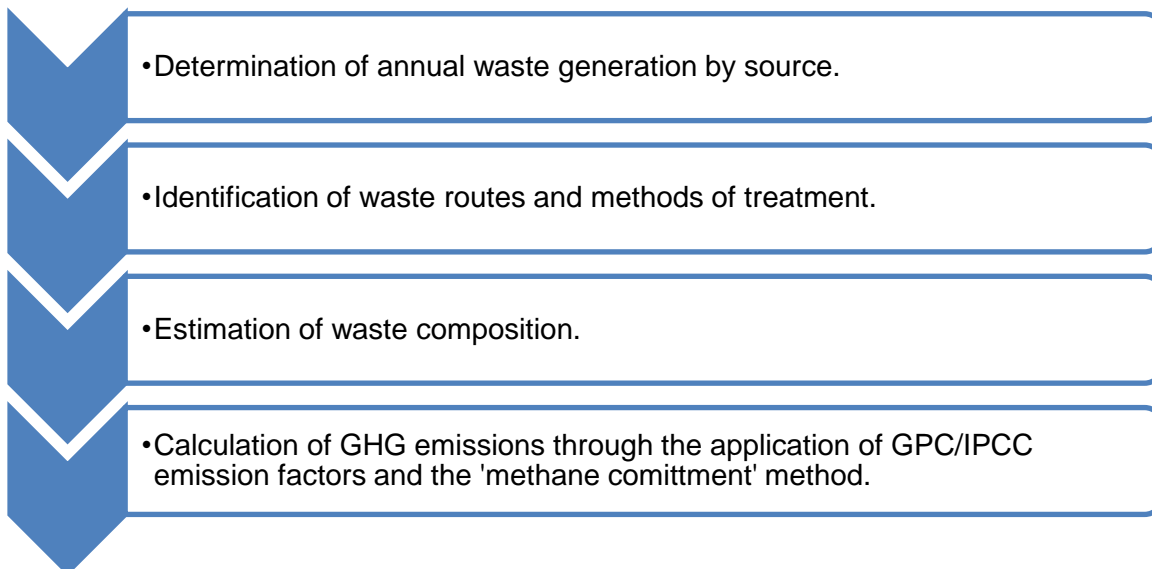 •Determination of annual waste generation by source.
•Identification of waste routes and methods of treatment.
•Estimation of waste composition.
•Calculation of GHG emissions through the application of GPC/IPCC
emission factors and the 'methane comittment' method.